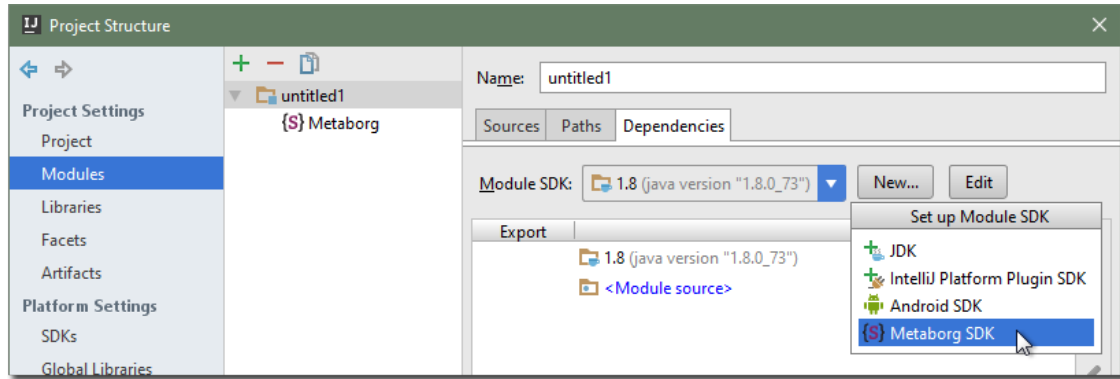 Project Structure
Project Settings
Project
Modules
Libraries
Facets
Artifacts
Platform Settings
SDKs
Global Libraries
untitled1
{S} Metaborg
Name: untitled1
Sources Paths Dependencies
Module SDK: 1.8 (java version "1.8.0_73") New... Edit
Export
1.8 (java version "1.8.0_73")
<Module source>
Set up Module SDK
JDK
IntelliJ Platform Plugin SDK
Android SDK
{S} Metaborg SDK